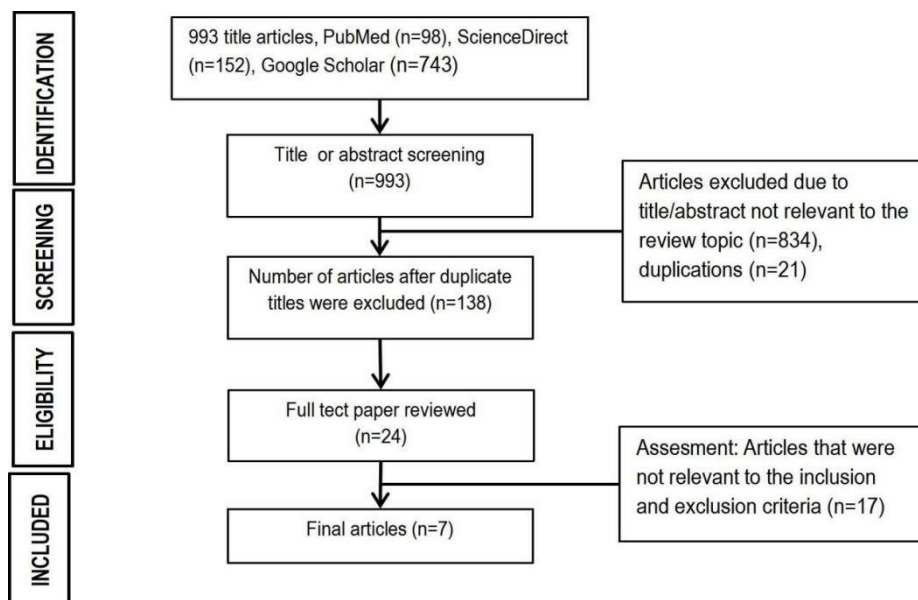 IDENTIFICATION
993 title articles, PubMed (n=98), ScienceDirect
(n=152), Google Scholar (n=743)
Title or abstract screening
(n=993)
SCREENING
Articles excluded due to
title/abstract not relevant to the
review topic (n=834),
duplications (n=21)
Number of articles after duplicate
titles were excluded (n=138)
ELIGIBILITY
Full tect paper reviewed
(n=24)
Assesment: Articles that were
not relevant to the inclusion
and exclusion criteria (n=17)
INCLUDED
Final articles (n=7)